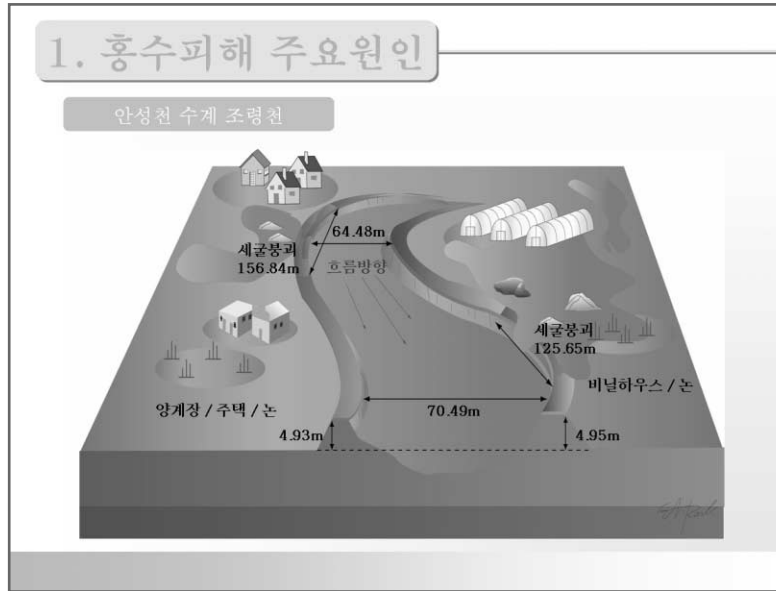 1. 홍수피해 주요원인
안성천 수계 조령천
64.48m
세굴붕괴
156.84m
흐름방향
세굴붕괴
125.65m
비닐하우스 / 논
양계장 / 주택 / 논
70.49m
4.93m
4.95m